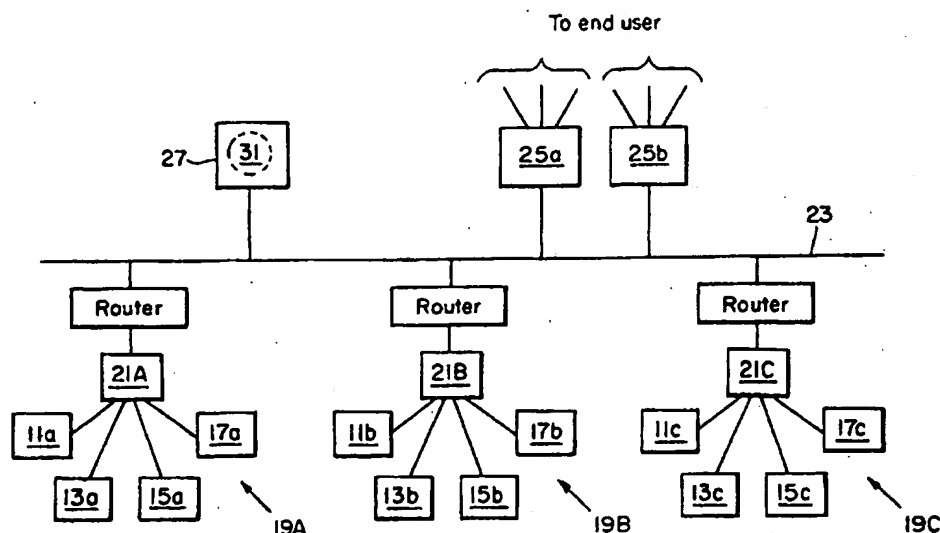 To end user
27
31
25a
25b
23
Router
Router
Router
21A
21B
21C
11a
17a
11b
17b
11c
17c
13a
15a
13b
15b
13c
15c
19A
19B
19C